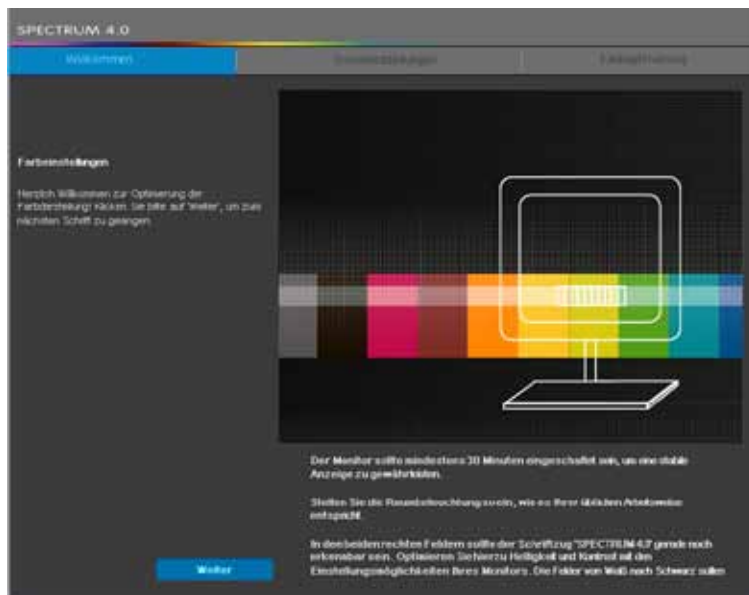 SPECTRUM 4.0
Willkommen
Farbeinstellungen
Herzlich Willkommen zur Optimierung der
Farbdarstellung! Klicken Sie bitte auf 'Weiter', um zum
nächsten Schritt zu gelangen.
Der Monitor sollte mindestens 30 Minuten eingeschaltet sein, um eine stabile
Anzeige zu gewährleisten.
Stellen Sie die Raumbeleuchtung so ein, wie es Ihrer üblichen Arbeitsweise
entspricht.
In den beiden rechten Feldern sollte der Schriftzug "SPECTRUM 4.0" gerade noch
erkennbar sein. Optimieren Sie hierzu Helligkeit und Kontrast mit den
Einstellungsmöglichkeiten Ihres Monitors. Die Felder von Weiß nach Schwarz sollen
Weiter